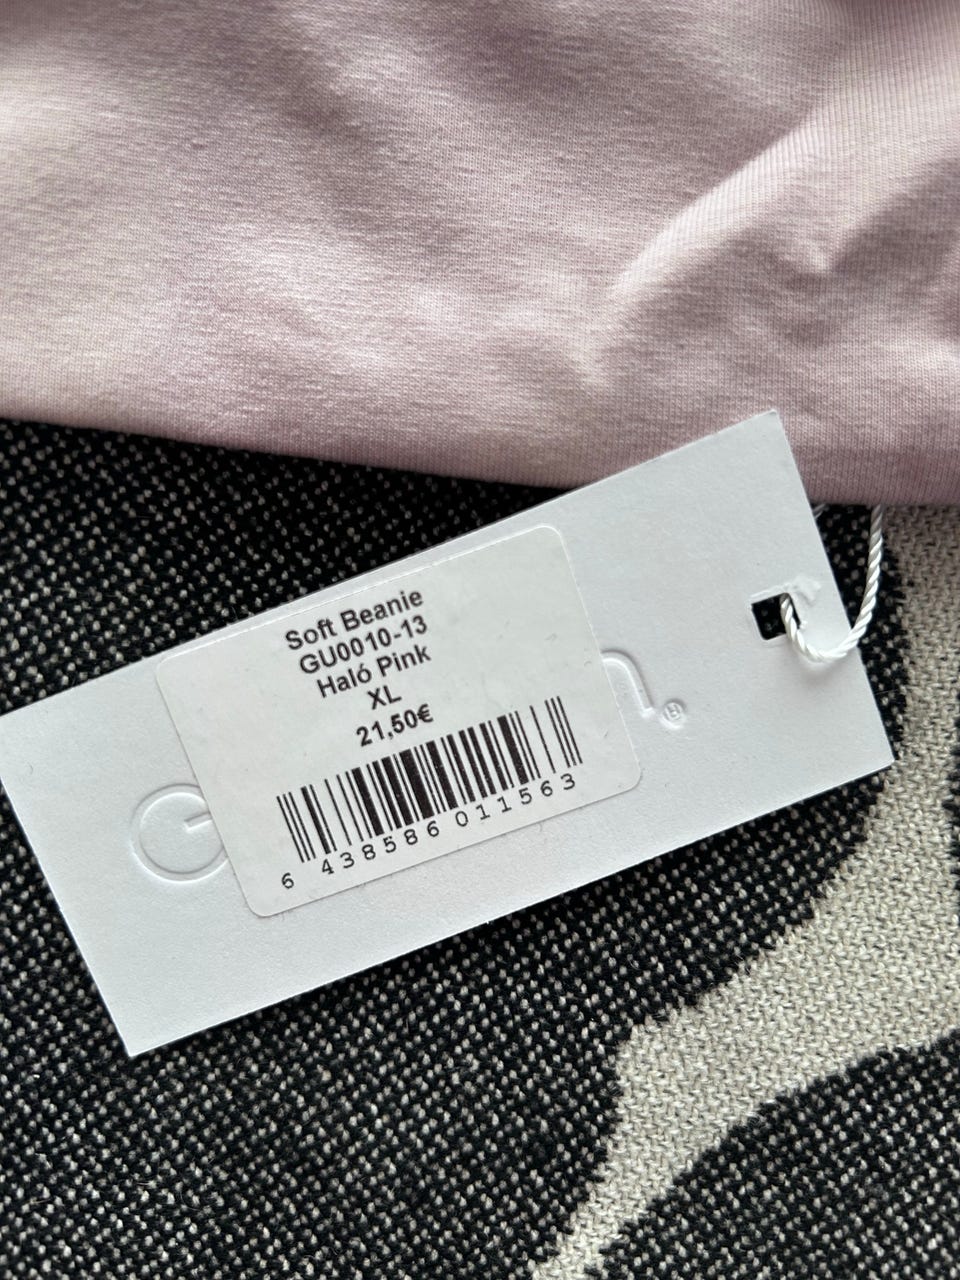 Soft Beanie
GU0010-13
Haló Pink
XL
21,50€
6 438586 011563
G
®